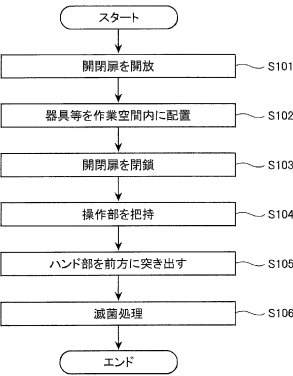 スタート
開閉扉を開放 S101
器具等を作業空間内に配置 S102
開閉扉を閉鎖 S103
操作部を把持 S104
ハンド部を前方に突き出す S105
滅菌処理 S106
エンド